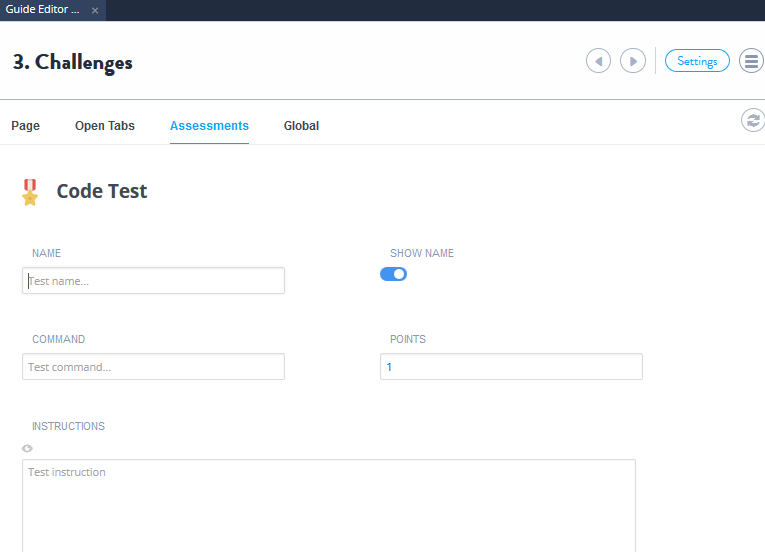 Guide Editor ... ×
3. Challenges
Settings
Page Open Tabs Assessments Global
Code Test
NAME SHOW NAME
Test name...
COMMAND POINTS
Test command... 1
INSTRUCTIONS
Test instruction